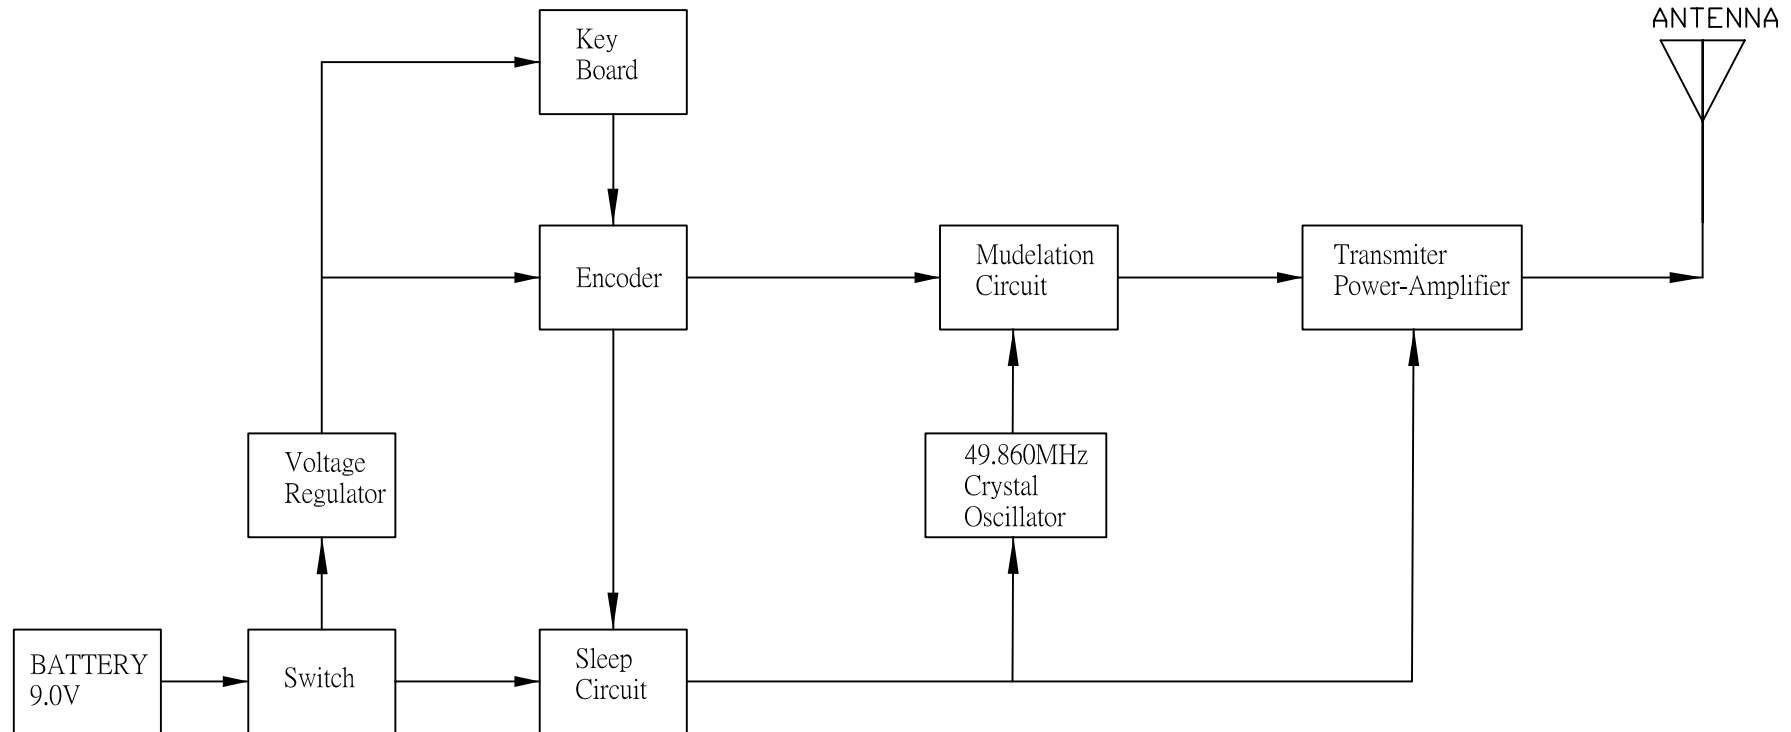 ANTENNA
Key
Board
Encoder
Mudelation
Circuit
Transmiter
Power-Amplifier
Voltage
Regulator
49.860MHz
Crystal
Oscillator
BATTERY
9.0V
Switch
Sleep
Circuit